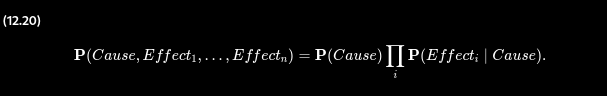 (12.20)
P(Cause, Effect₁, . . . , Effectₙ) = P(Cause) ∏ᵢ P(Effectᵢ | Cause).